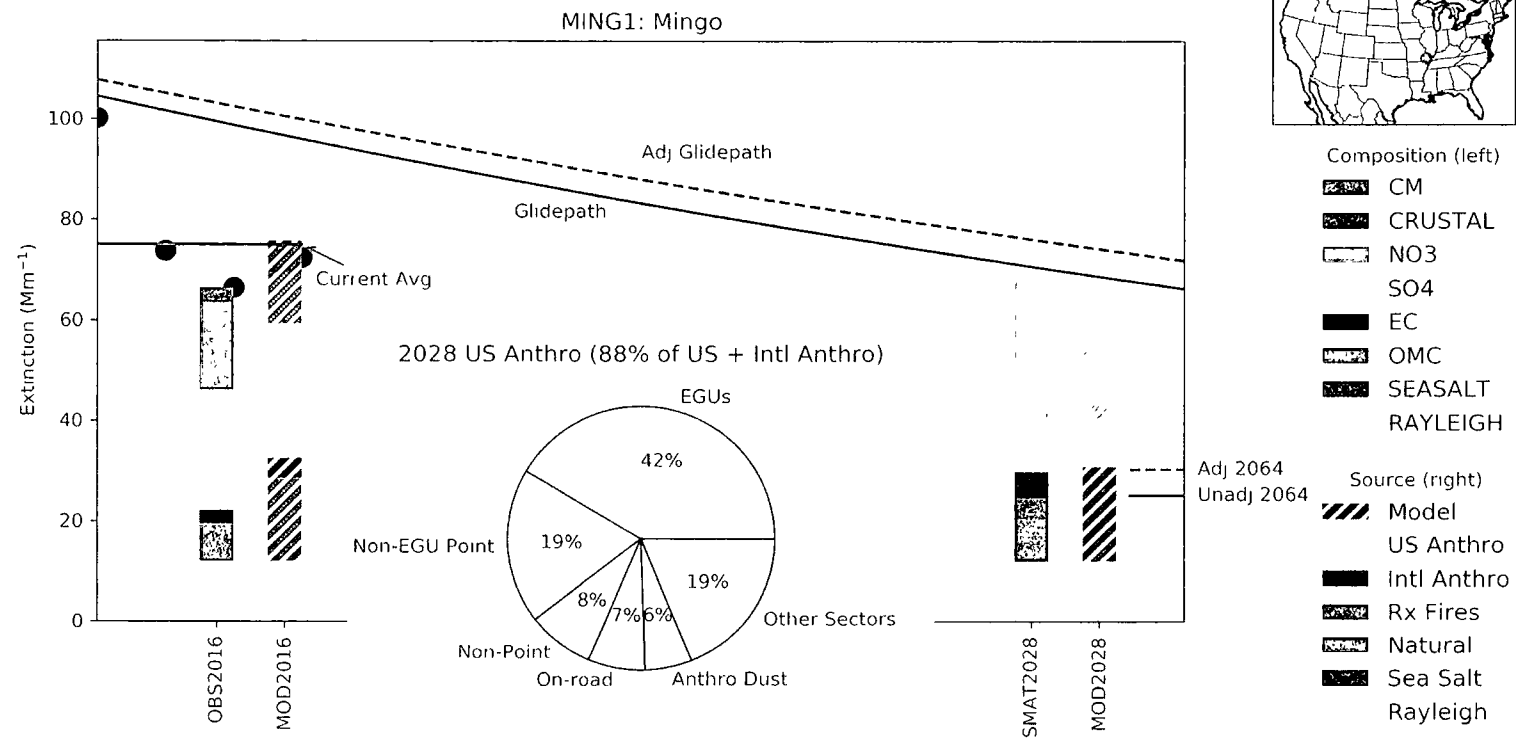 MING1: Mingo
100
80
60
40
20
0
Extinction (Mm⁻¹)
Adj Glidepath
Glidepath
Current Avg
2028 US Anthro (88% of US + Intl Anthro)
EGUs
42%
Non-EGU Point
19%
8%
7%
6%
19%
Other Sectors
Non-Point
On-road
Anthro Dust
OBS2016
MOD2016
SMAT2028
MOD2028
Adj 2064
Unadj 2064
Composition (left)
CM
CRUSTAL
NO3
SO4
EC
OMC
SEASALT
RAYLEIGH
Source (right)
Model
US Anthro
Intl Anthro
Rx Fires
Natural
Sea Salt
Rayleigh